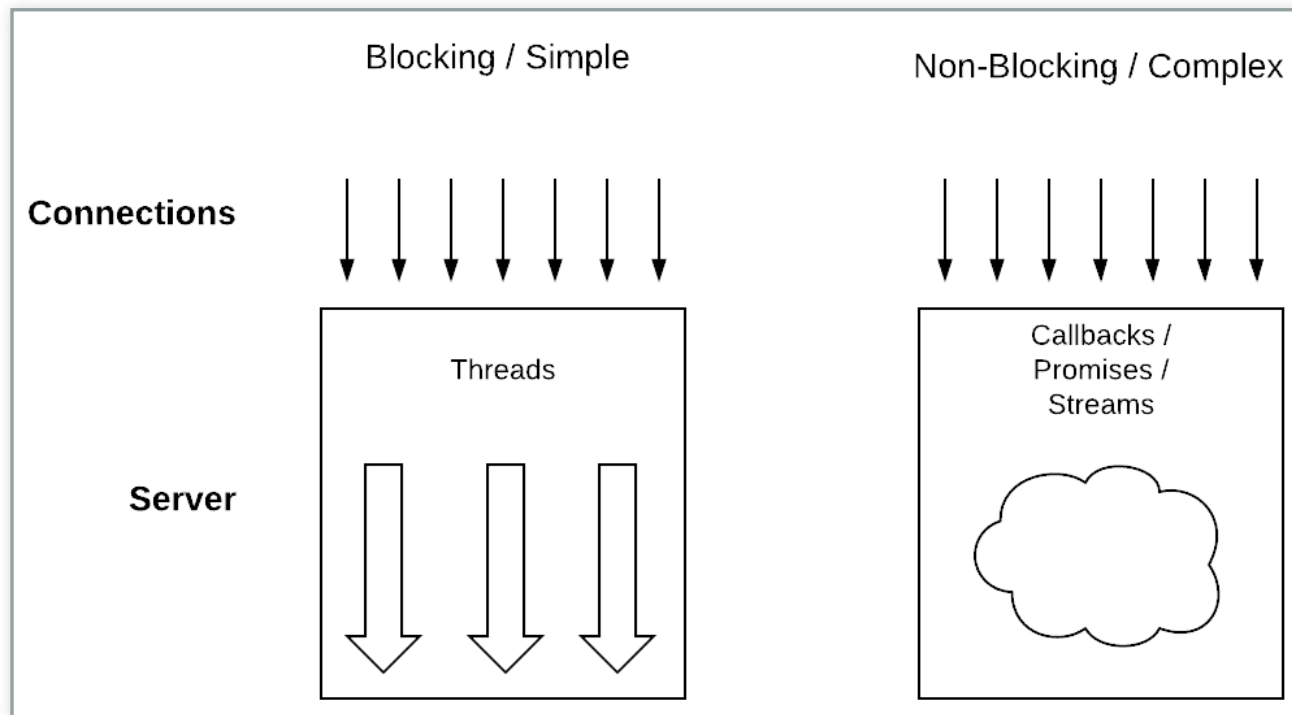 Blocking / Simple
Non-Blocking / Complex
Connections
Threads
Callbacks /
Promises /
Streams
Server